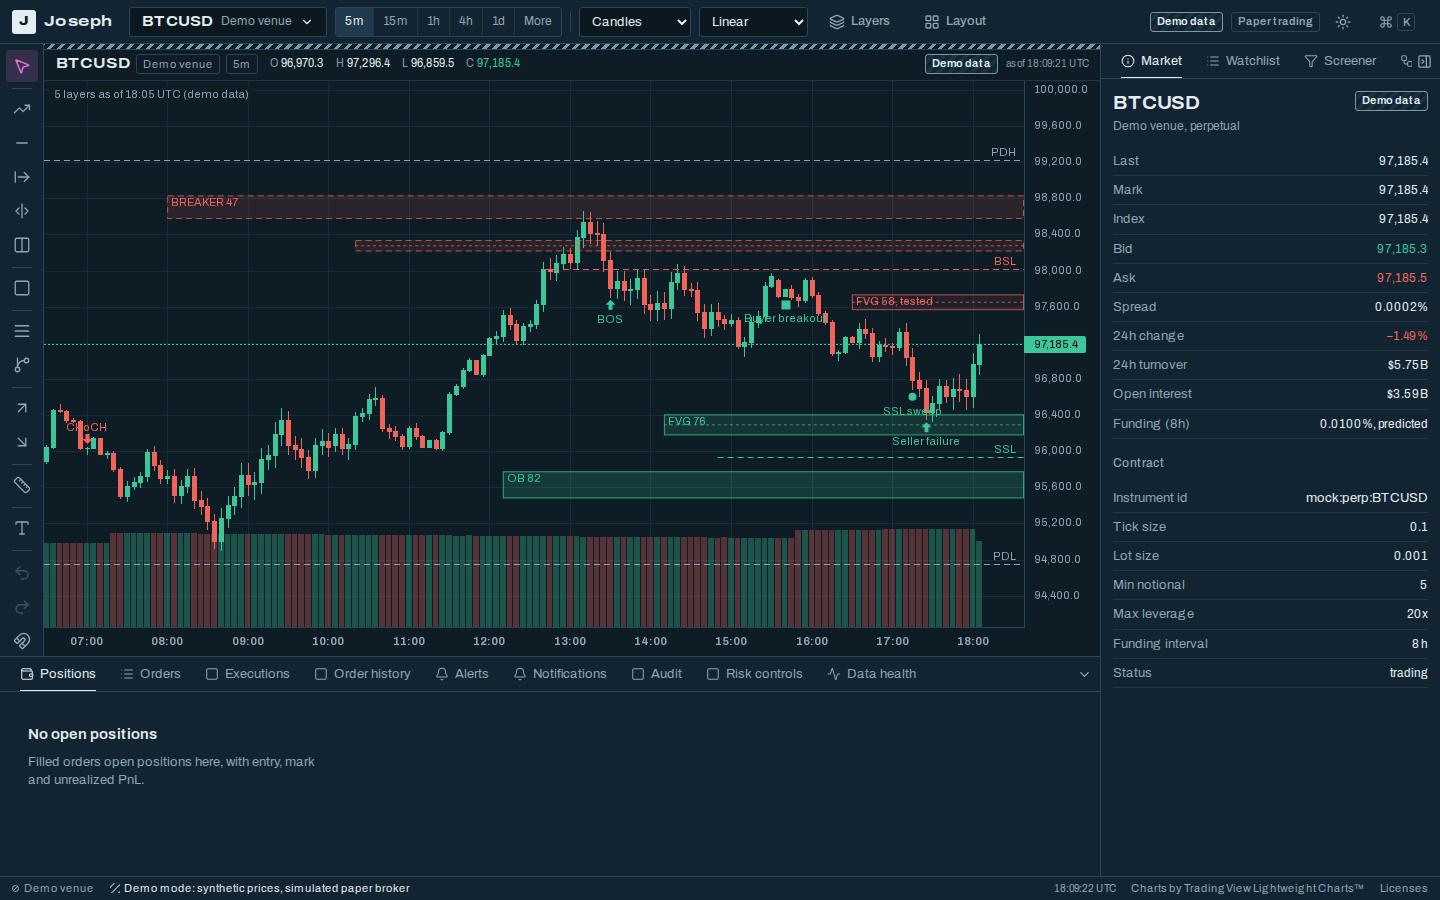 J Joseph BTCUSD Demo venue 5m 15m 1h 4h 1d More Candles Linear Layers Layout Demo data Paper trading ⌘ K
BTCUSD Demo venue 5m O 96,970.3 H 97,296.4 L 96,859.5 C 97,185.4 Demo data as of 18:09:21 UTC
5 layers as of 18:05 UTC (demo data)
100,000.0
99,600.0
PDH
99,200.0
BREAKER 47
98,800.0
98,400.0
BSL
98,000.0
FVG 58, tested
97,600.0
BOS
Buyer breakout
97,185.4
96,800.0
SSL sweep
96,400.0
FVG 76
CHoCH
Seller failure
SSL
96,000.0
OB 82
95,600.0
95,200.0
PDL
94,800.0
94,400.0
07:00 08:00 09:00 10:00 11:00 12:00 13:00 14:00 15:00 16:00 17:00 18:00
Market Watchlist Screener
BTCUSD Demo data
Demo venue, perpetual
Last 97,185.4
Mark 97,185.4
Index 97,185.4
Bid 97,185.3
Ask 97,185.5
Spread 0.0002%
24h change −1.49%
24h turnover $5.75B
Open interest $3.59B
Funding (8h) 0.0100%, predicted
Contract
Instrument id mock:perp:BTCUSD
Tick size 0.1
Lot size 0.001
Min notional 5
Max leverage 20x
Funding interval 8h
Status trading
Positions Orders Executions Order history Alerts Notifications Audit Risk controls Data health
No open positions
Filled orders open positions here, with entry, mark
and unrealized PnL.
Demo venue Demo mode: synthetic prices, simulated paper broker 18:09:22 UTC Charts by TradingView Lightweight Charts™ Licenses